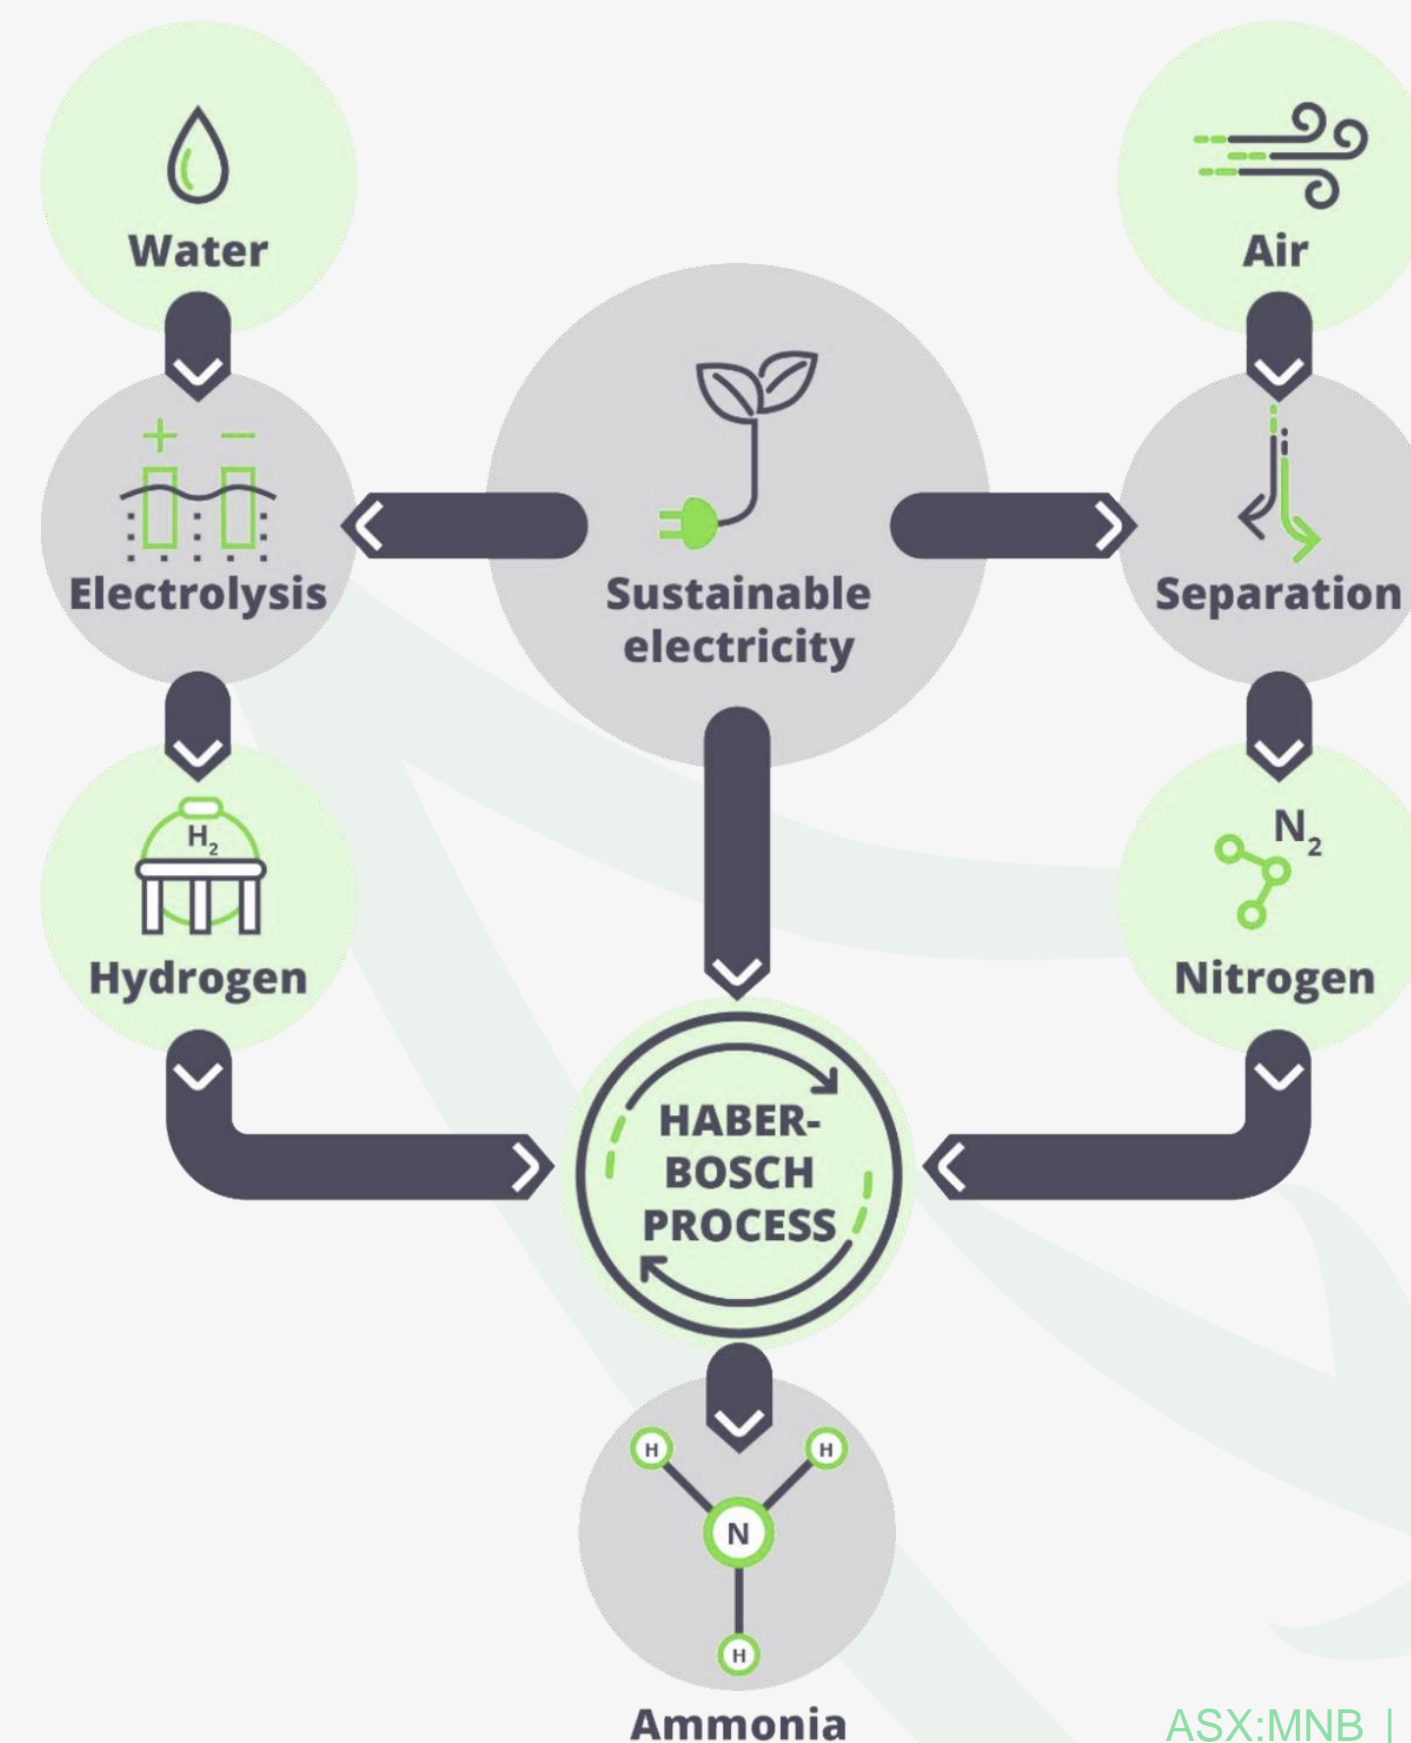 Water
Air
+ −
Electrolysis
Sustainable
electricity
Separation
H₂
Hydrogen
N₂
Nitrogen
HABER-
BOSCH
PROCESS
H H
N
H
Ammonia
ASX:MNB |